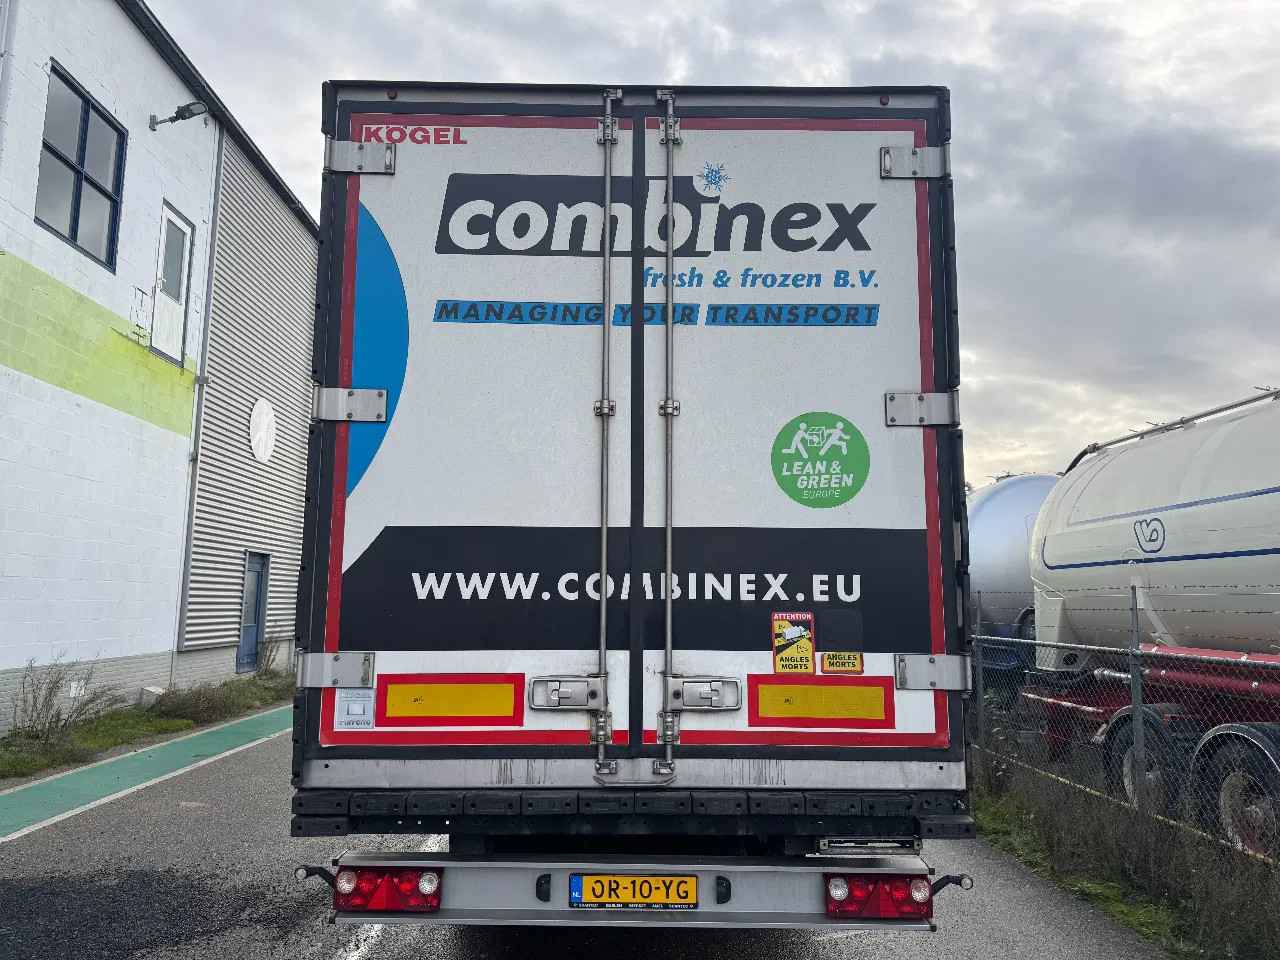 KÖGEL
combinex
fresh & frozen B.V.
MANAGING YOUR TRANSPORT
LEAN &
GREEN
EUROPE
WWW.COMBINEX.EU
ATTENTION
ANGLES
MORTS
ANGLES
MORTS
NL
OR-10-YG